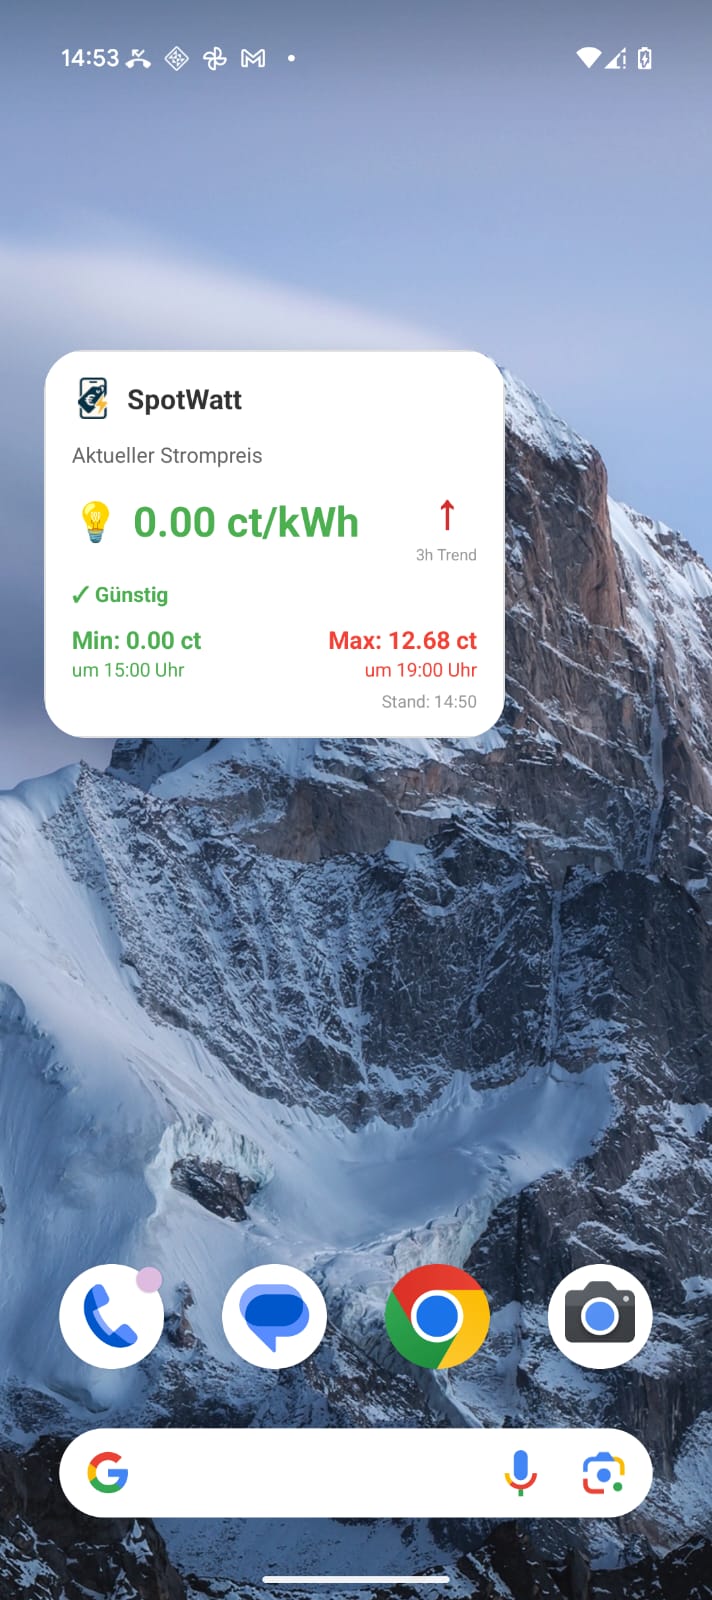 14:53
SpotWatt
Aktueller Strompreis
0.00 ct/kWh
3h Trend
✓ Günstig
Min: 0.00 ct
Max: 12.68 ct
um 15:00 Uhr
um 19:00 Uhr
Stand: 14:50